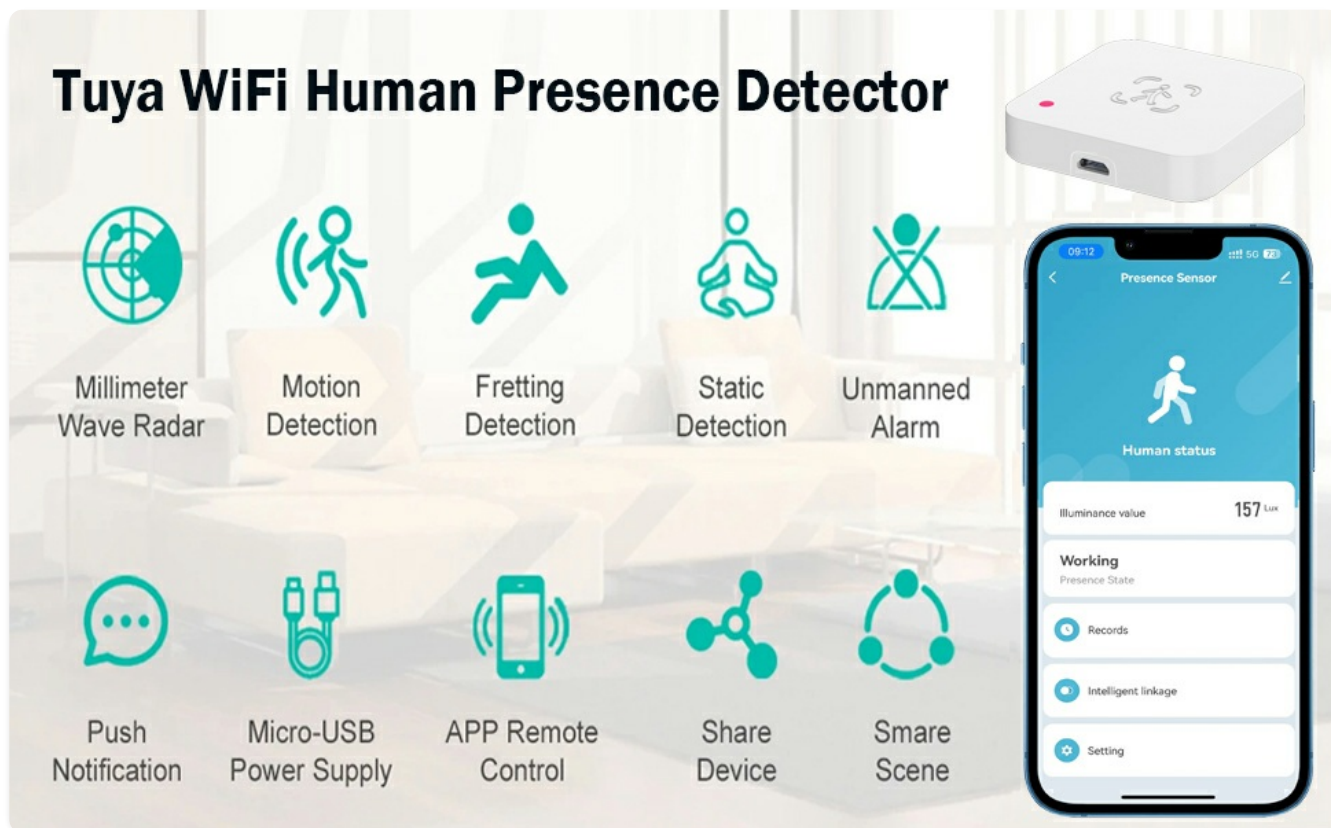 Tuya WiFi Human Presence Detector
Millimeter
Wave Radar
Motion
Detection
Fretting
Detection
Static
Detection
Unmanned
Alarm
Push
Notification
Micro-USB
Power Supply
APP Remote
Control
Share
Device
Smare
Scene
09:12
5G 73
Presence Sensor
Human status
Illuminance value 157 Lux
Working
Presence State
Records
Intelligent linkage
Setting